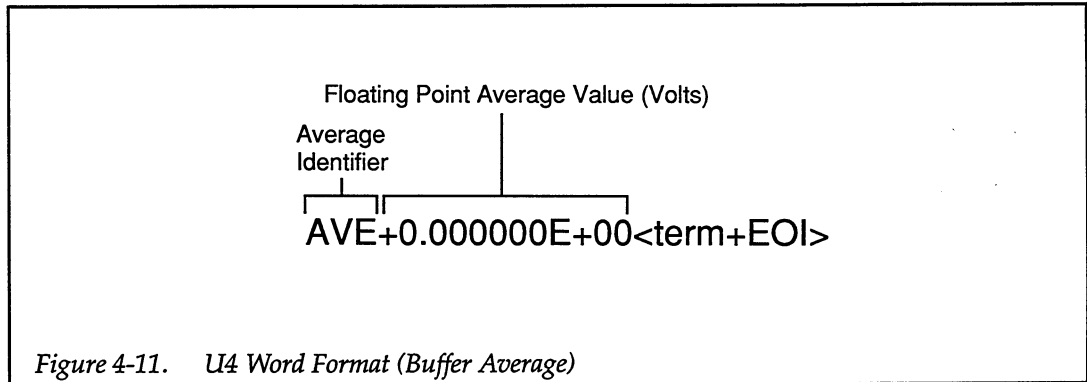 Floating Point Average Value (Volts)
Average
Identifier
AVE+0.000000E+00<term+EOI>
Figure 4-11. U4 Word Format (Buffer Average)